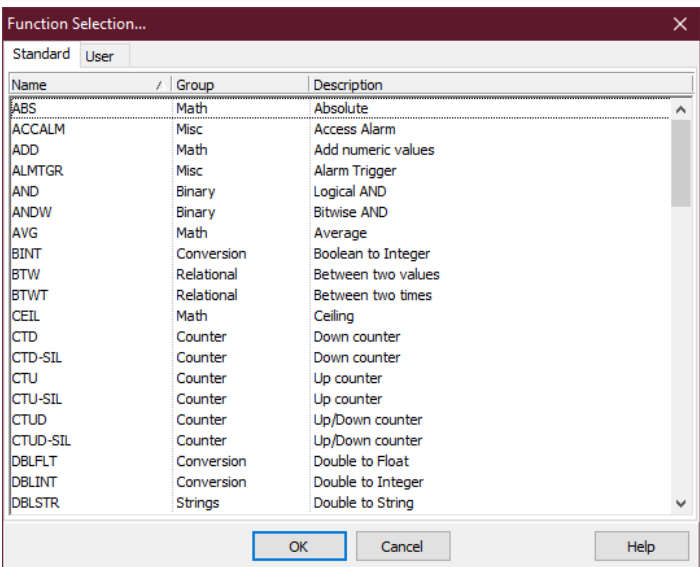 Function Selection...
Standard User
Name Group Description
ABS Math Absolute
ACCALM Misc Access Alarm
ADD Math Add numeric values
ALMTGR Misc Alarm Trigger
AND Binary Logical AND
ANDW Binary Bitwise AND
AVG Math Average
BINT Conversion Boolean to Integer
BTW Relational Between two values
BTWT Relational Between two times
CEIL Math Ceiling
CTD Counter Down counter
CTD-SIL Counter Down counter
CTU Counter Up counter
CTU-SIL Counter Up counter
CTUD Counter Up/Down counter
CTUD-SIL Counter Up/Down counter
DBLFLT Conversion Double to Float
DBLINT Conversion Double to Integer
DBLSTR Strings Double to String
OK Cancel Help